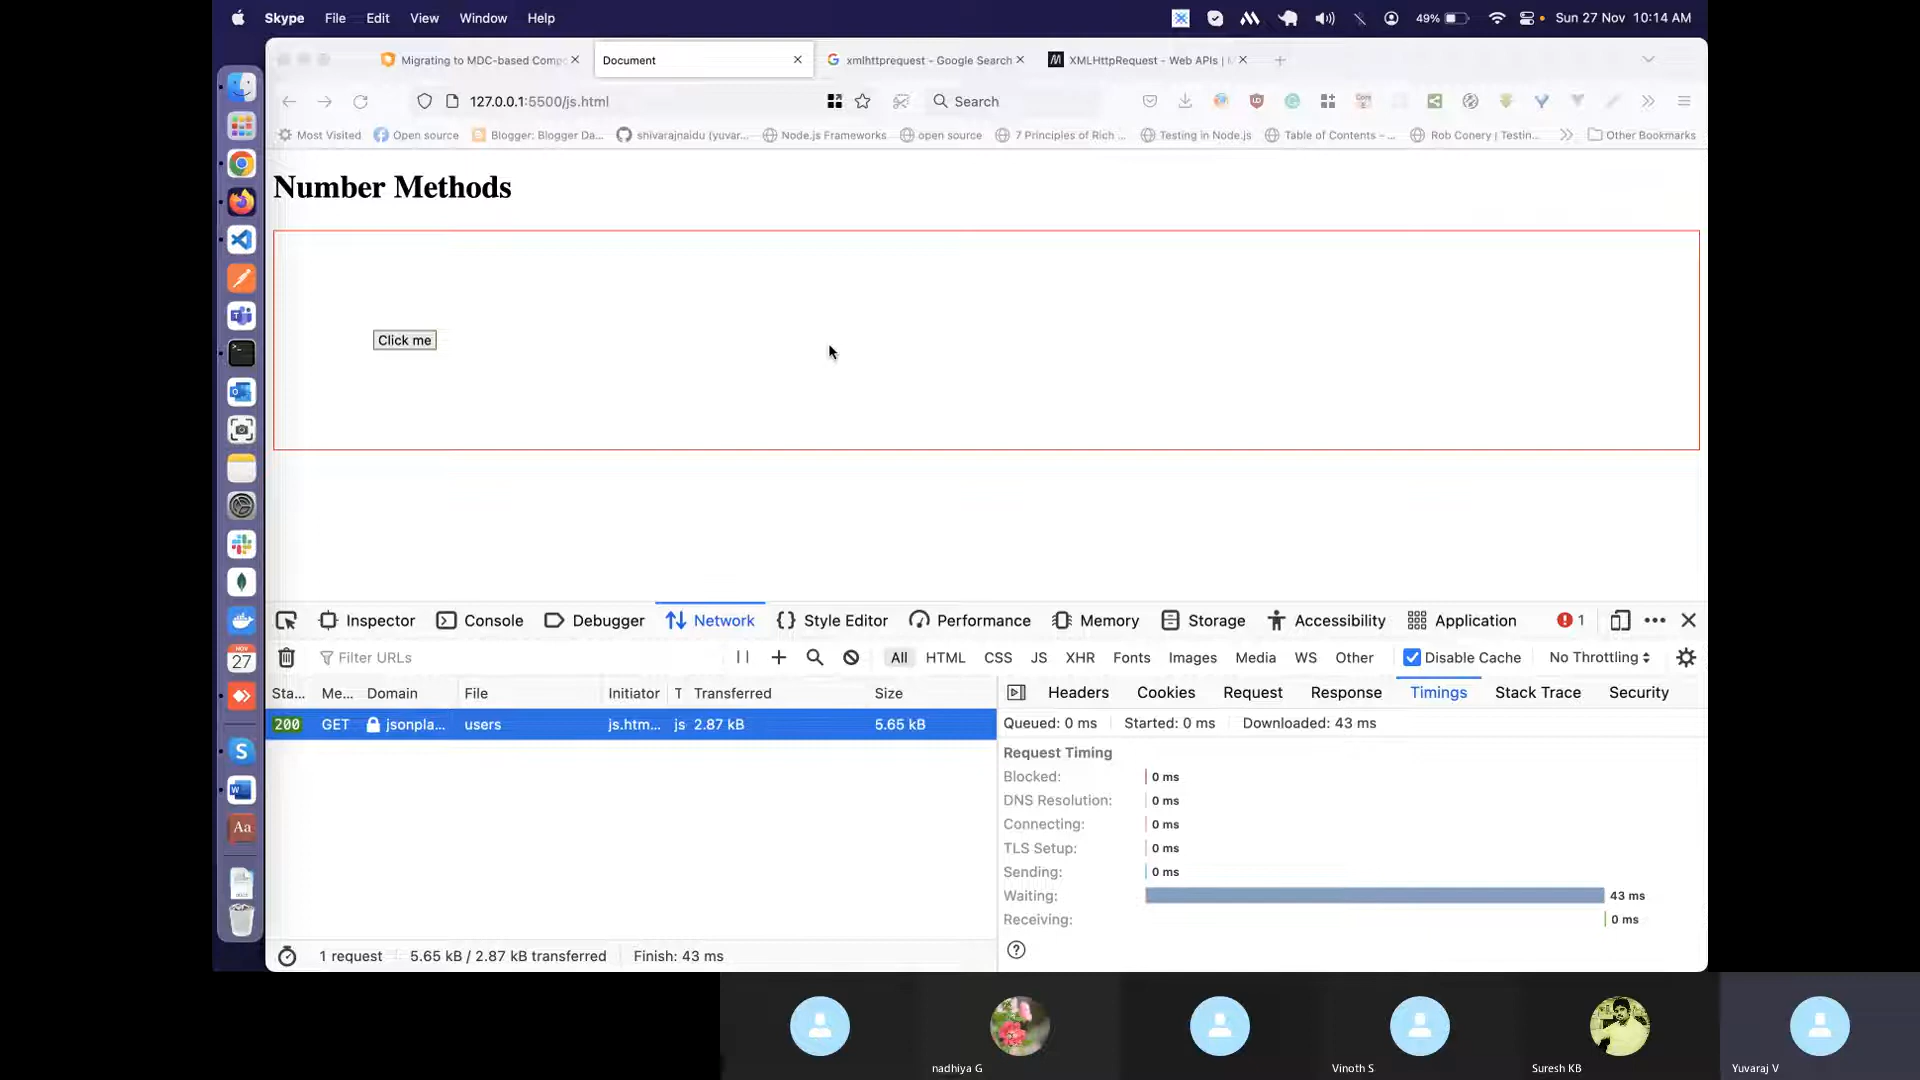 Skype File Edit View Window Help 49% Sun 27 Nov 10:14 AM
Migrating to MDC-based Comp Document xmlhttprequest - Google Search XMLHttpRequest - Web APIs |
127.0.0.1:5500/js.html Search
Most Visited Open source Blogger: Blogger Da... shivarajnaidu (yuvar... Node.js Frameworks open source 7 Principles of Rich ... Testing in Node.js Table of Contents – ... Rob Conery | Testin... Other Bookmarks
Number Methods
Click me
Inspector Console Debugger Network Style Editor Performance Memory Storage Accessibility Application 1
Filter URLs All HTML CSS JS XHR Fonts Images Media WS Other Disable Cache No Throttling
Sta... Me... Domain File Initiator T Transferred Size
Headers Cookies Request Response Timings Stack Trace Security
200 GET jsonpla... users js.htm... js 2.87 kB 5.65 kB
Queued: 0 ms Started: 0 ms Downloaded: 43 ms
Request Timing
Blocked: 0 ms
DNS Resolution: 0 ms
Connecting: 0 ms
TLS Setup: 0 ms
Sending: 0 ms
Waiting: 43 ms
Receiving: 0 ms
1 request 5.65 kB / 2.87 kB transferred Finish: 43 ms
NOV
27
Aa
nadhiya G Vinoth S Suresh KB Yuvaraj V